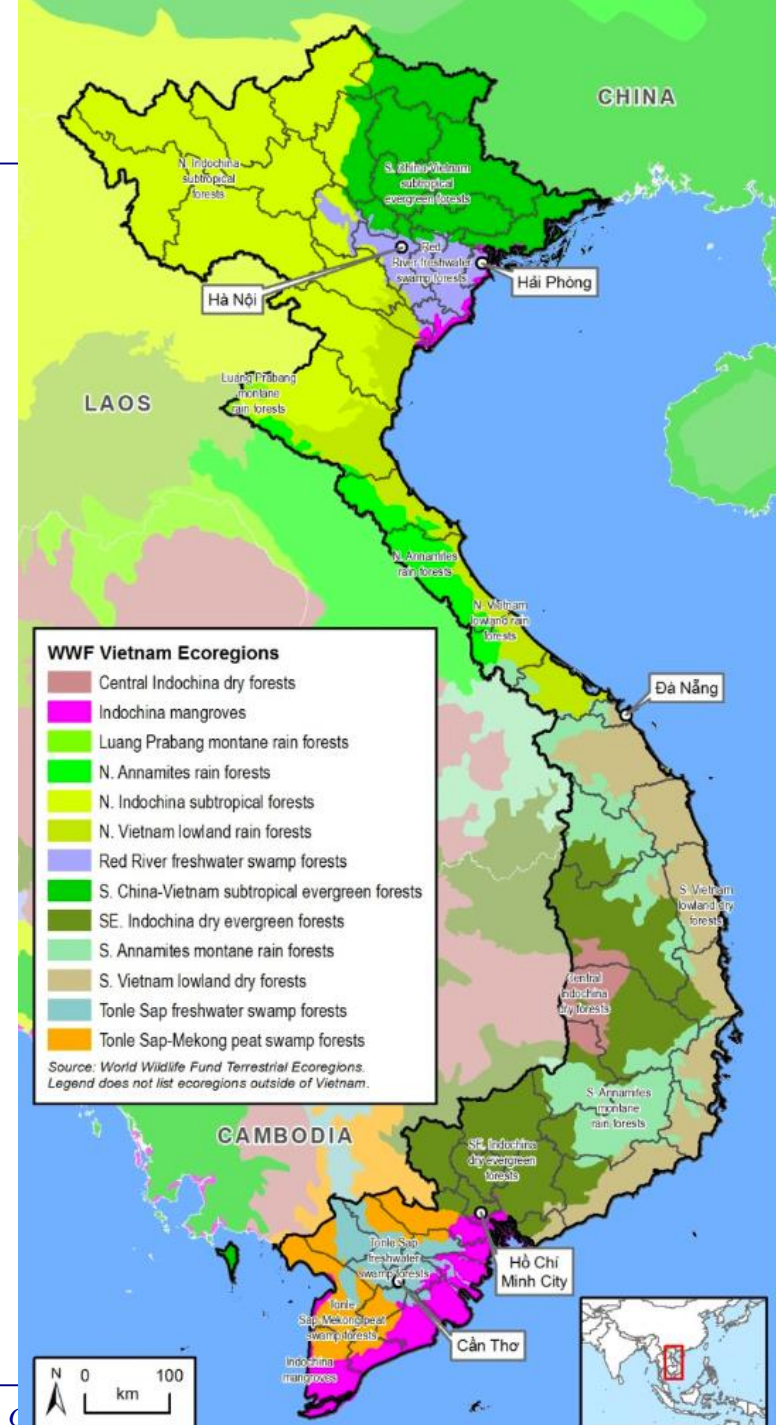 CHINA
N. Indochina
subtropical
forests
S. China-Vietnam
subtropical
evergreen forests
Red
River freshwater
swamp forests
Hà Nội
Hải Phòng
Luang Prabang
montane
rain forests
LAOS
N. Annamites
rain forests
N. Vietnam
lowland rain
forests
Đà Nẵng
WWF Vietnam Ecoregions
Central Indochina dry forests
Indochina mangroves
Luang Prabang montane rain forests
N. Annamites rain forests
N. Indochina subtropical forests
N. Vietnam lowland rain forests
Red River freshwater swamp forests
S. China-Vietnam subtropical evergreen forests
SE. Indochina dry evergreen forests
S. Annamites montane rain forests
S. Vietnam lowland dry forests
Tonle Sap freshwater swamp forests
Tonle Sap-Mekong peat swamp forests
Source: World Wildlife Fund Terrestrial Ecoregions.
Legend does not list ecoregions outside of Vietnam.
S. Vietnam
lowland dry
forests
Central
Indochina
dry forests
S. Annamites
montane
rain forests
CAMBODIA
SE. Indochina
dry evergreen
forests
Tonle Sap
freshwater
swamp forests
Hồ Chí
Minh City
Tonle
Sap-Mekong peat
swamp forests
Cần Thơ
Indochina
mangroves
N
0 100
km